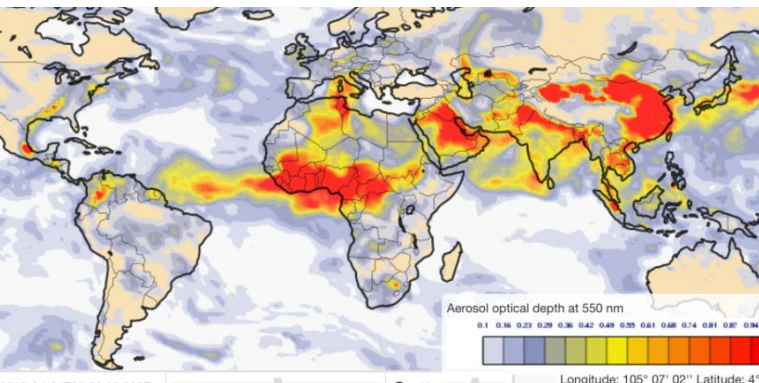 Aerosol optical depth at 550 nm
0.1 0.16 0.23 0.29 0.36 0.42 0.49 0.55 0.61 0.68 0.74 0.81 0.87 0.94
Longitude: 105° 07' 02'' Latitude: 4°